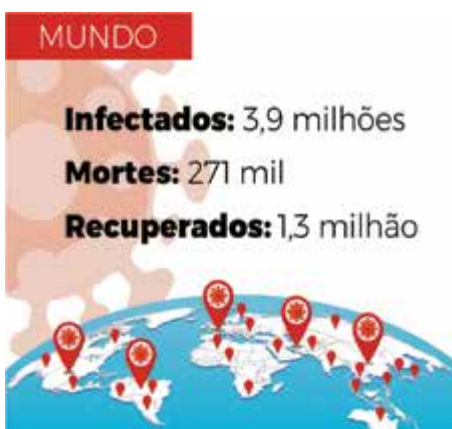 MUNDO
Infectados: 3,9 milhões
Mortes: 271 mil
Recuperados: 1,3 milhão